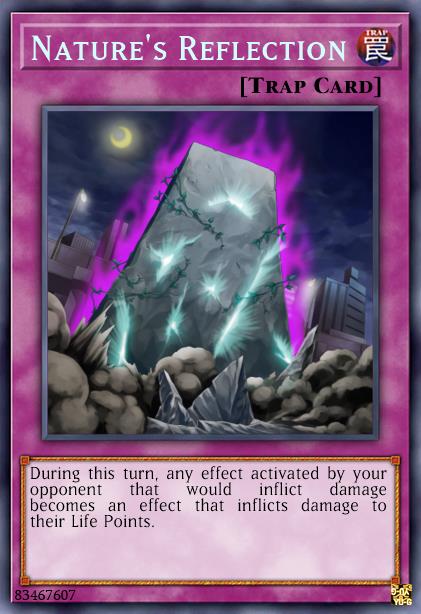 Nature's Reflection
TRAP
罠
[Trap Card]
During this turn, any effect activated by your
opponent that would inflict damage
becomes an effect that inflicts damage to
their Life Points.
83467607